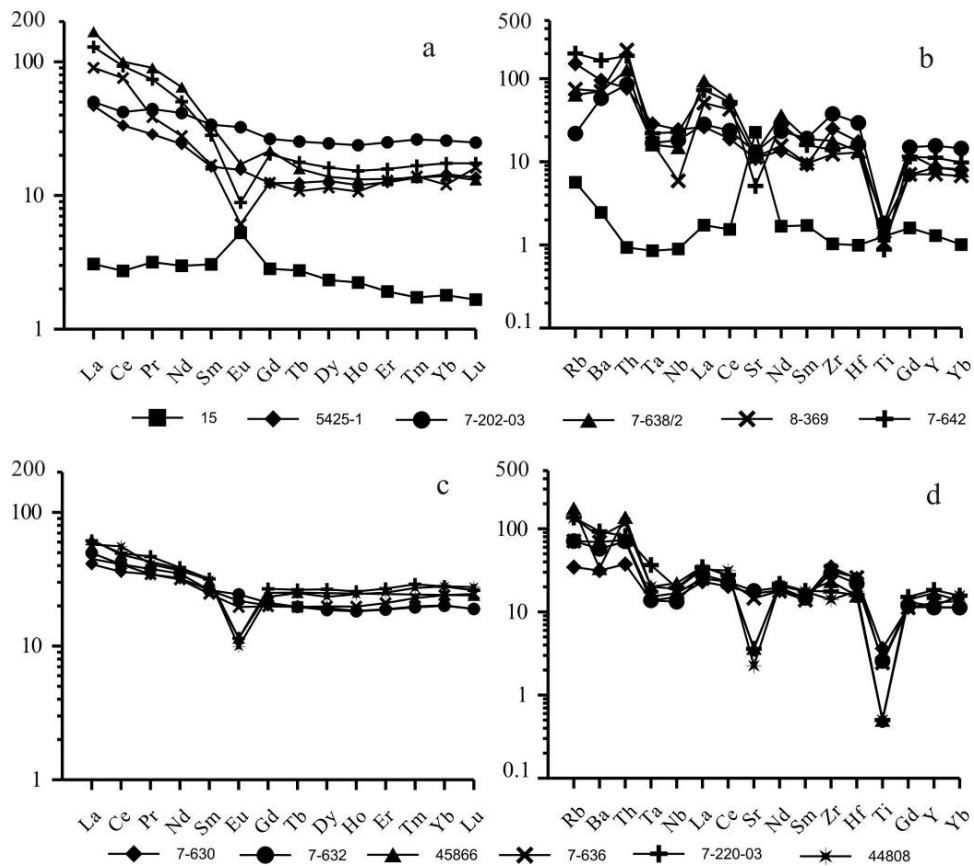 a
200
100
10
1
La Ce Pr Nd Sm Eu Gd Tb Dy Ho Er Tm Yb Lu
b
500
100
10
1
0.1
Rb Ba Th Ta Nb La Ce Sr Nd Sm Zr Hf Ti Gd Y Yb
15 5425-1 7-202-03 7-638/2 8-369 7-642
c
200
100
10
1
La Ce Pr Nd Sm Eu Gd Tb Dy Ho Er Tm Yb Lu
d
500
100
10
1
0.1
Rb Ba Th Ta Nb La Ce Sr Nd Sm Zr Hf Ti Gd Y Yb
7-630 7-632 45866 7-636 7-220-03 44808